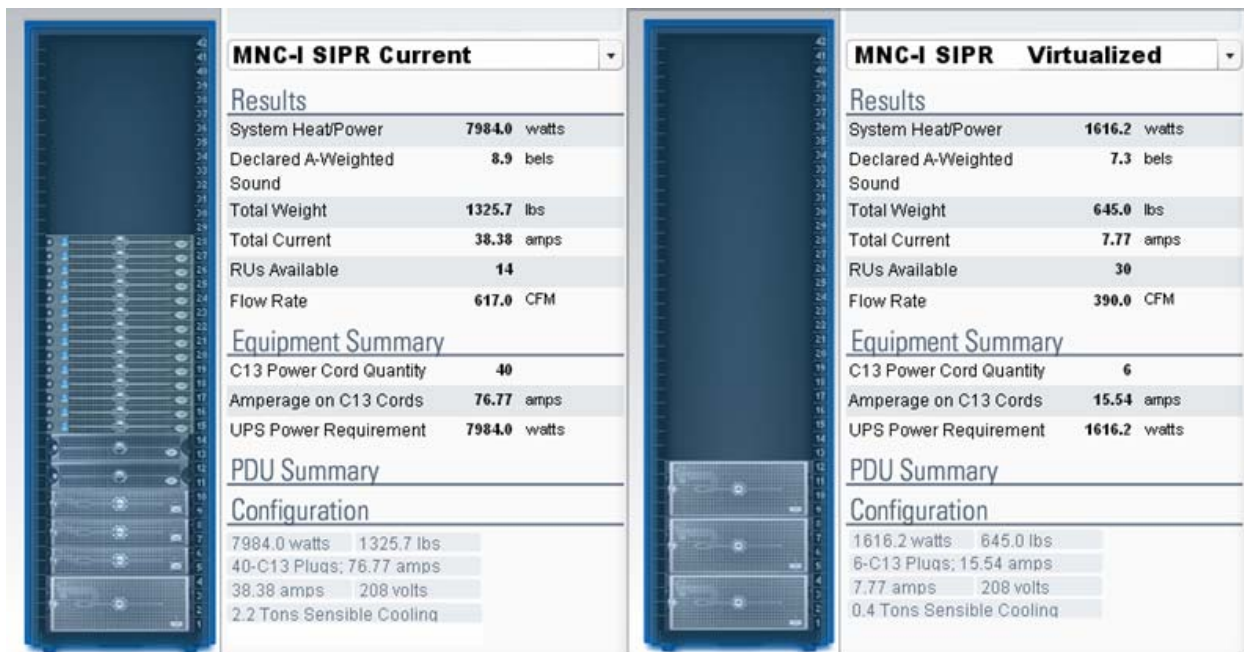 MNC-I SIPR Current
Results
System Heat/Power 7984.0 watts
Declared A-Weighted 8.9 bels
Sound
Total Weight 1325.7 lbs
Total Current 38.38 amps
RUs Available 14
Flow Rate 617.0 CFM
Equipment Summary
C13 Power Cord Quantity 40
Amperage on C13 Cords 76.77 amps
UPS Power Requirement 7984.0 watts
PDU Summary
Configuration
7984.0 watts 1325.7 lbs
40-C13 Plugs; 76.77 amps
38.38 amps 208 volts
2.2 Tons Sensible Cooling
MNC-I SIPR Virtualized
Results
System Heat/Power 1616.2 watts
Declared A-Weighted 7.3 bels
Sound
Total Weight 645.0 lbs
Total Current 7.77 amps
RUs Available 30
Flow Rate 390.0 CFM
Equipment Summary
C13 Power Cord Quantity 6
Amperage on C13 Cords 15.54 amps
UPS Power Requirement 1616.2 watts
PDU Summary
Configuration
1616.2 watts 645.0 lbs
6-C13 Plugs; 15.54 amps
7.77 amps 208 volts
0.4 Tons Sensible Cooling